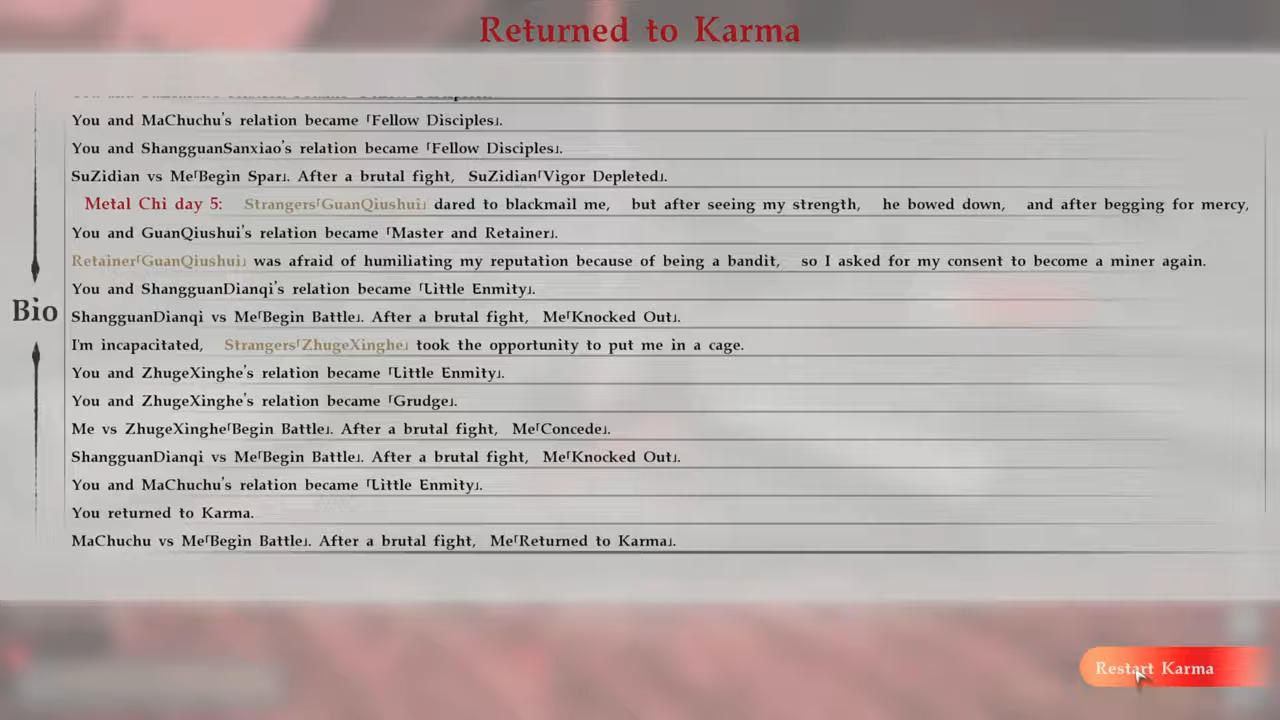 Returned to Karma
You and MaChuchu's relation became 「Fellow Disciples」.
You and ShangguanSanxiao's relation became 「Fellow Disciples」.
SuZidian vs Me「Begin Spar」. After a brutal fight, SuZidian「Vigor Depleted」.
Metal Chi day 5: Strangers「GuanQiushui」 dared to blackmail me, but after seeing my strength, he bowed down, and after begging for mercy,
You and GuanQiushui's relation became 「Master and Retainer」.
Retainer「GuanQiushui」 was afraid of humiliating my reputation because of being a bandit, so I asked for my consent to become a miner again.
You and ShangguanDianqi's relation became 「Little Enmity」.
Bio
ShangguanDianqi vs Me「Begin Battle」. After a brutal fight, Me「Knocked Out」.
I'm incapacitated, Strangers「ZhugeXinghe」 took the opportunity to put me in a cage.
You and ZhugeXinghe's relation became 「Little Enmity」.
You and ZhugeXinghe's relation became 「Grudge」.
Me vs ZhugeXinghe「Begin Battle」. After a brutal fight, Me「Concede」.
ShangguanDianqi vs Me「Begin Battle」. After a brutal fight, Me「Knocked Out」.
You and MaChuchu's relation became 「Little Enmity」.
You returned to Karma.
MaChuchu vs Me「Begin Battle」. After a brutal fight, Me「Returned to Karma」.
Restart Karma